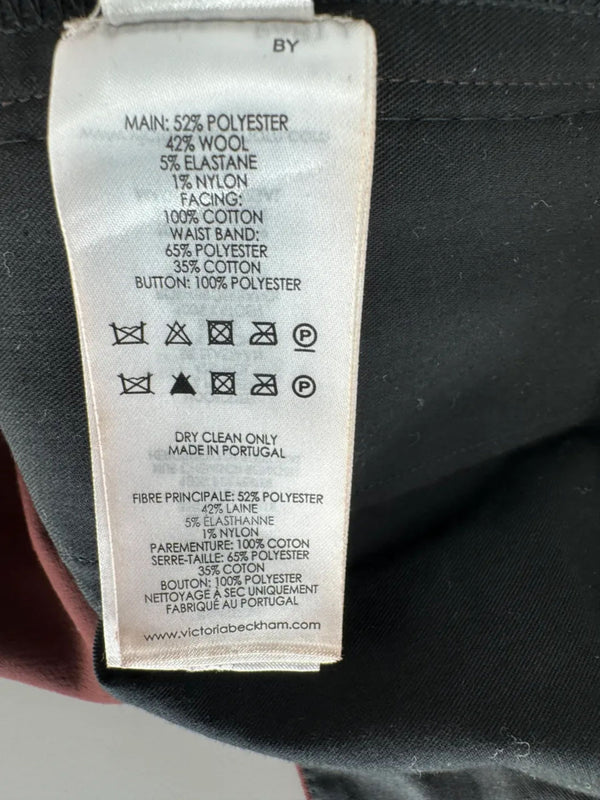 BY
MAIN: 52% POLYESTER
42% WOOL
5% ELASTANE
1% NYLON
FACING:
100% COTTON
WAIST BAND:
65% POLYESTER
35% COTTON
BUTTON: 100% POLYESTER
P
P
DRY CLEAN ONLY
MADE IN PORTUGAL
FIBRE PRINCIPALE: 52% POLYESTER
42% LAINE
5% ÉLASTHANNE
1% NYLON
PAREMENTURE: 100% COTON
SERRE-TAILLE: 65% POLYESTER
35% COTON
BOUTON: 100% POLYESTER
NETTOYAGE À SEC UNIQUEMENT
FABRIQUÉ AU PORTUGAL
www.victoriabeckham.com